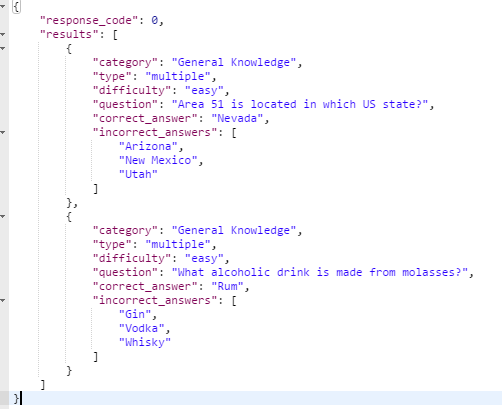 {
    "response_code": 0,
    "results": [
        {
            "category": "General Knowledge",
            "type": "multiple",
            "difficulty": "easy",
            "question": "Area 51 is located in which US state?",
            "correct_answer": "Nevada",
            "incorrect_answers": [
                "Arizona",
                "New Mexico",
                "Utah"
            ]
        },
        {
            "category": "General Knowledge",
            "type": "multiple",
            "difficulty": "easy",
            "question": "What alcoholic drink is made from molasses?",
            "correct_answer": "Rum",
            "incorrect_answers": [
                "Gin",
                "Vodka",
                "Whisky"
            ]
        }
    ]
}